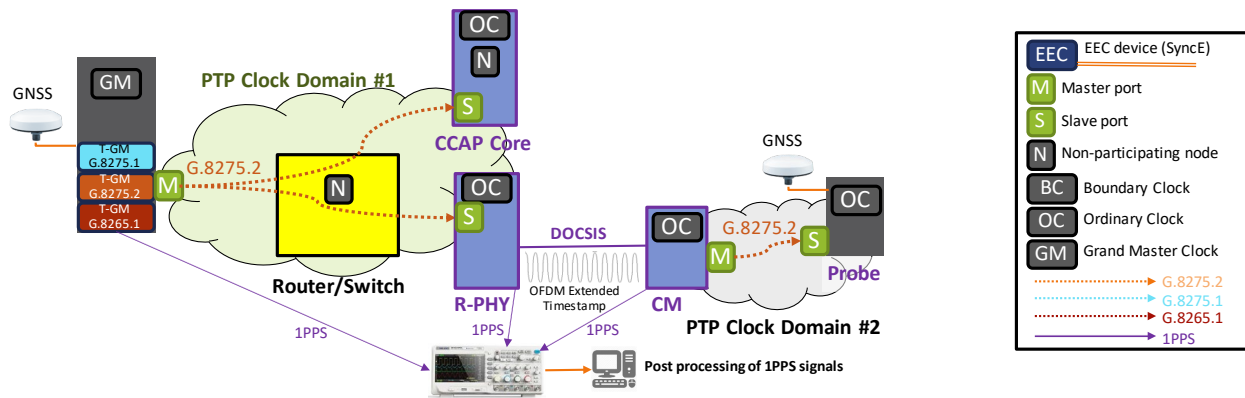 GNSS
GM
T-GM
G.8275.1
T-GM
G.8275.2
T-GM
G.8265.1
M
PTP Clock Domain #1
G.8275.2
N
Router/Switch
OC
N
S
CCAP Core
OC
S
R-PHY
DOCSIS
OFDM Extended
Timestamp
OC
M
CM
G.8275.2
GNSS
OC
S
Probe
PTP Clock Domain #2
1PPS
1PPS
1PPS
Post processing of 1PPS signals
EEC
EEC device (SyncE)
M
Master port
S
Slave port
N
Non-participating node
BC
Boundary Clock
OC
Ordinary Clock
GM
Grand Master Clock
G.8275.2
G.8275.1
G.8265.1
1PPS